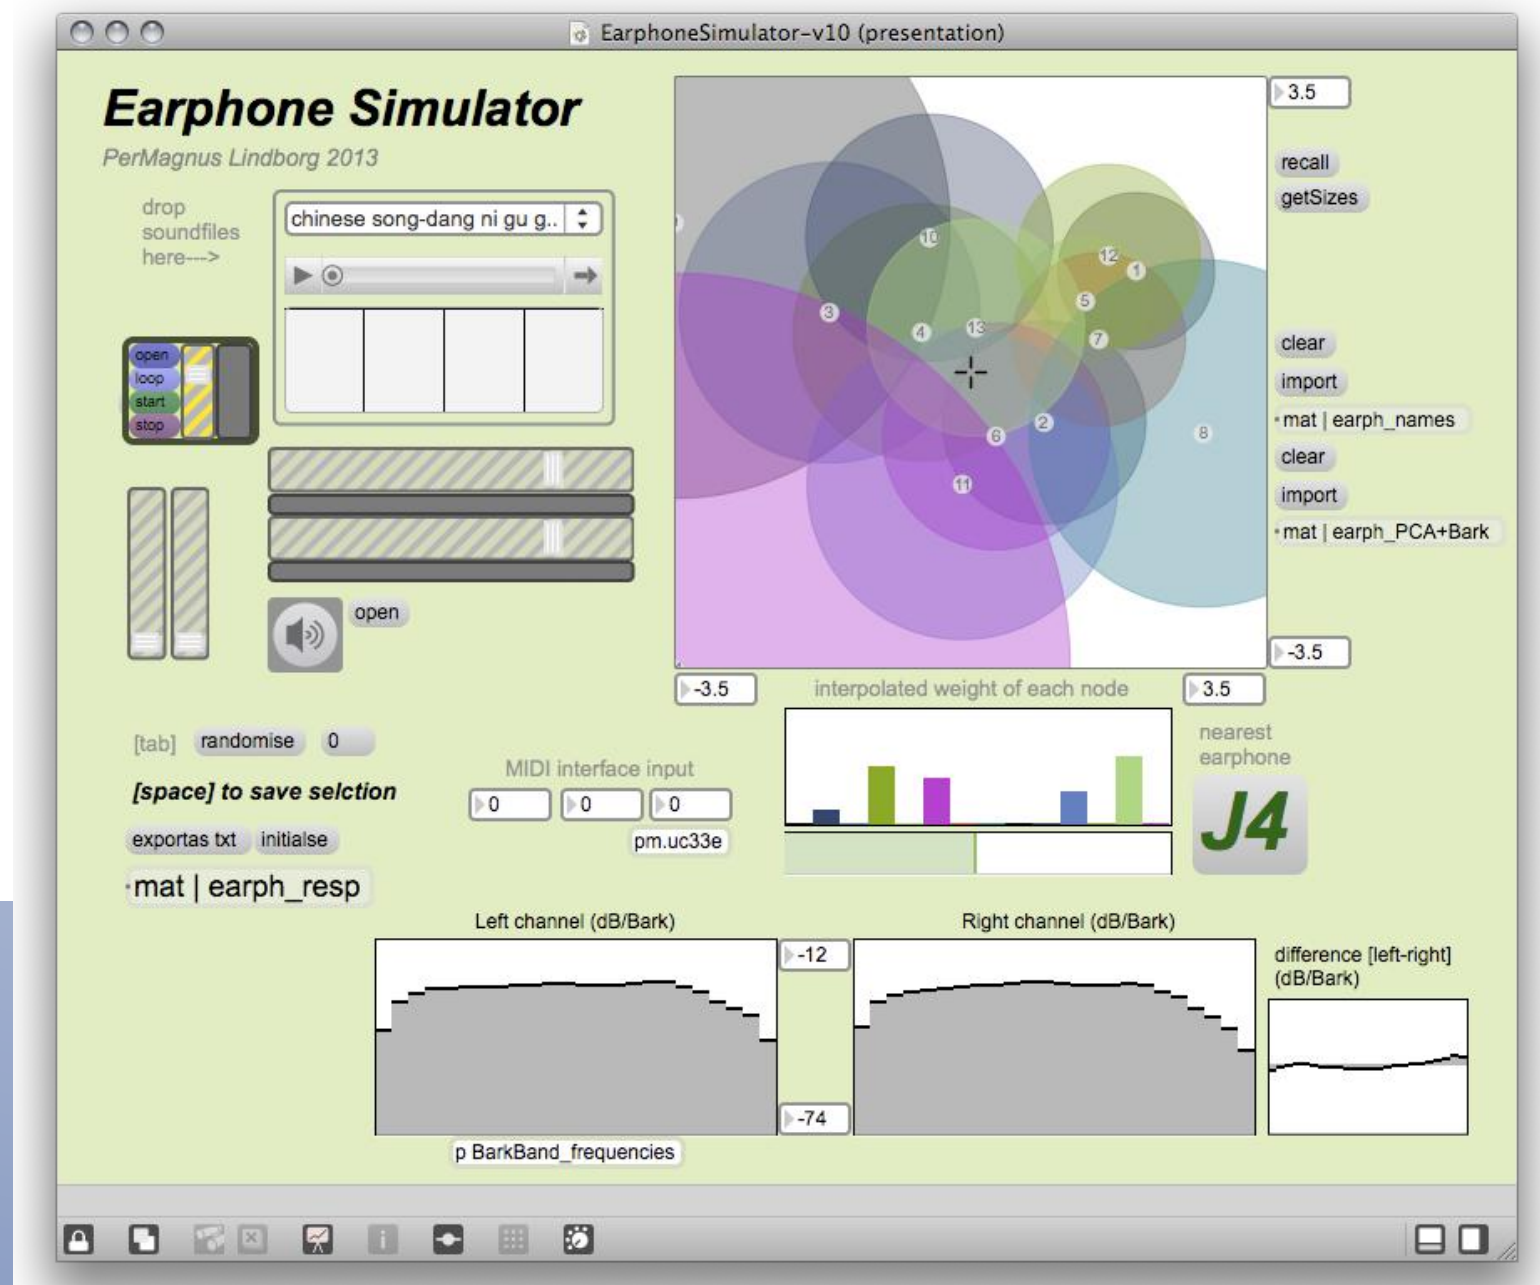 EarphoneSimulator-v10 (presentation)
Earphone Simulator
PerMagnus Lindborg 2013
drop
soundfiles
here--->
chinese song-dang ni gu g..
open
loop
start
stop
open
10
12
1
3
5
4
13
7
2
6
8
11
3.5
recall
getSizes
clear
import
mat | earph_names
clear
import
mat | earph_PCA+Bark
-3.5
-3.5
interpolated weight of each node
3.5
[tab]
randomise
0
[space] to save selction
exportas txt
initialse
mat | earph_resp
MIDI interface input
0
0
0
pm.uc33e
nearest
earphone
J4
Left channel (dB/Bark)
-12
-74
Right channel (dB/Bark)
difference [left-right]
(dB/Bark)
p BarkBand_frequencies